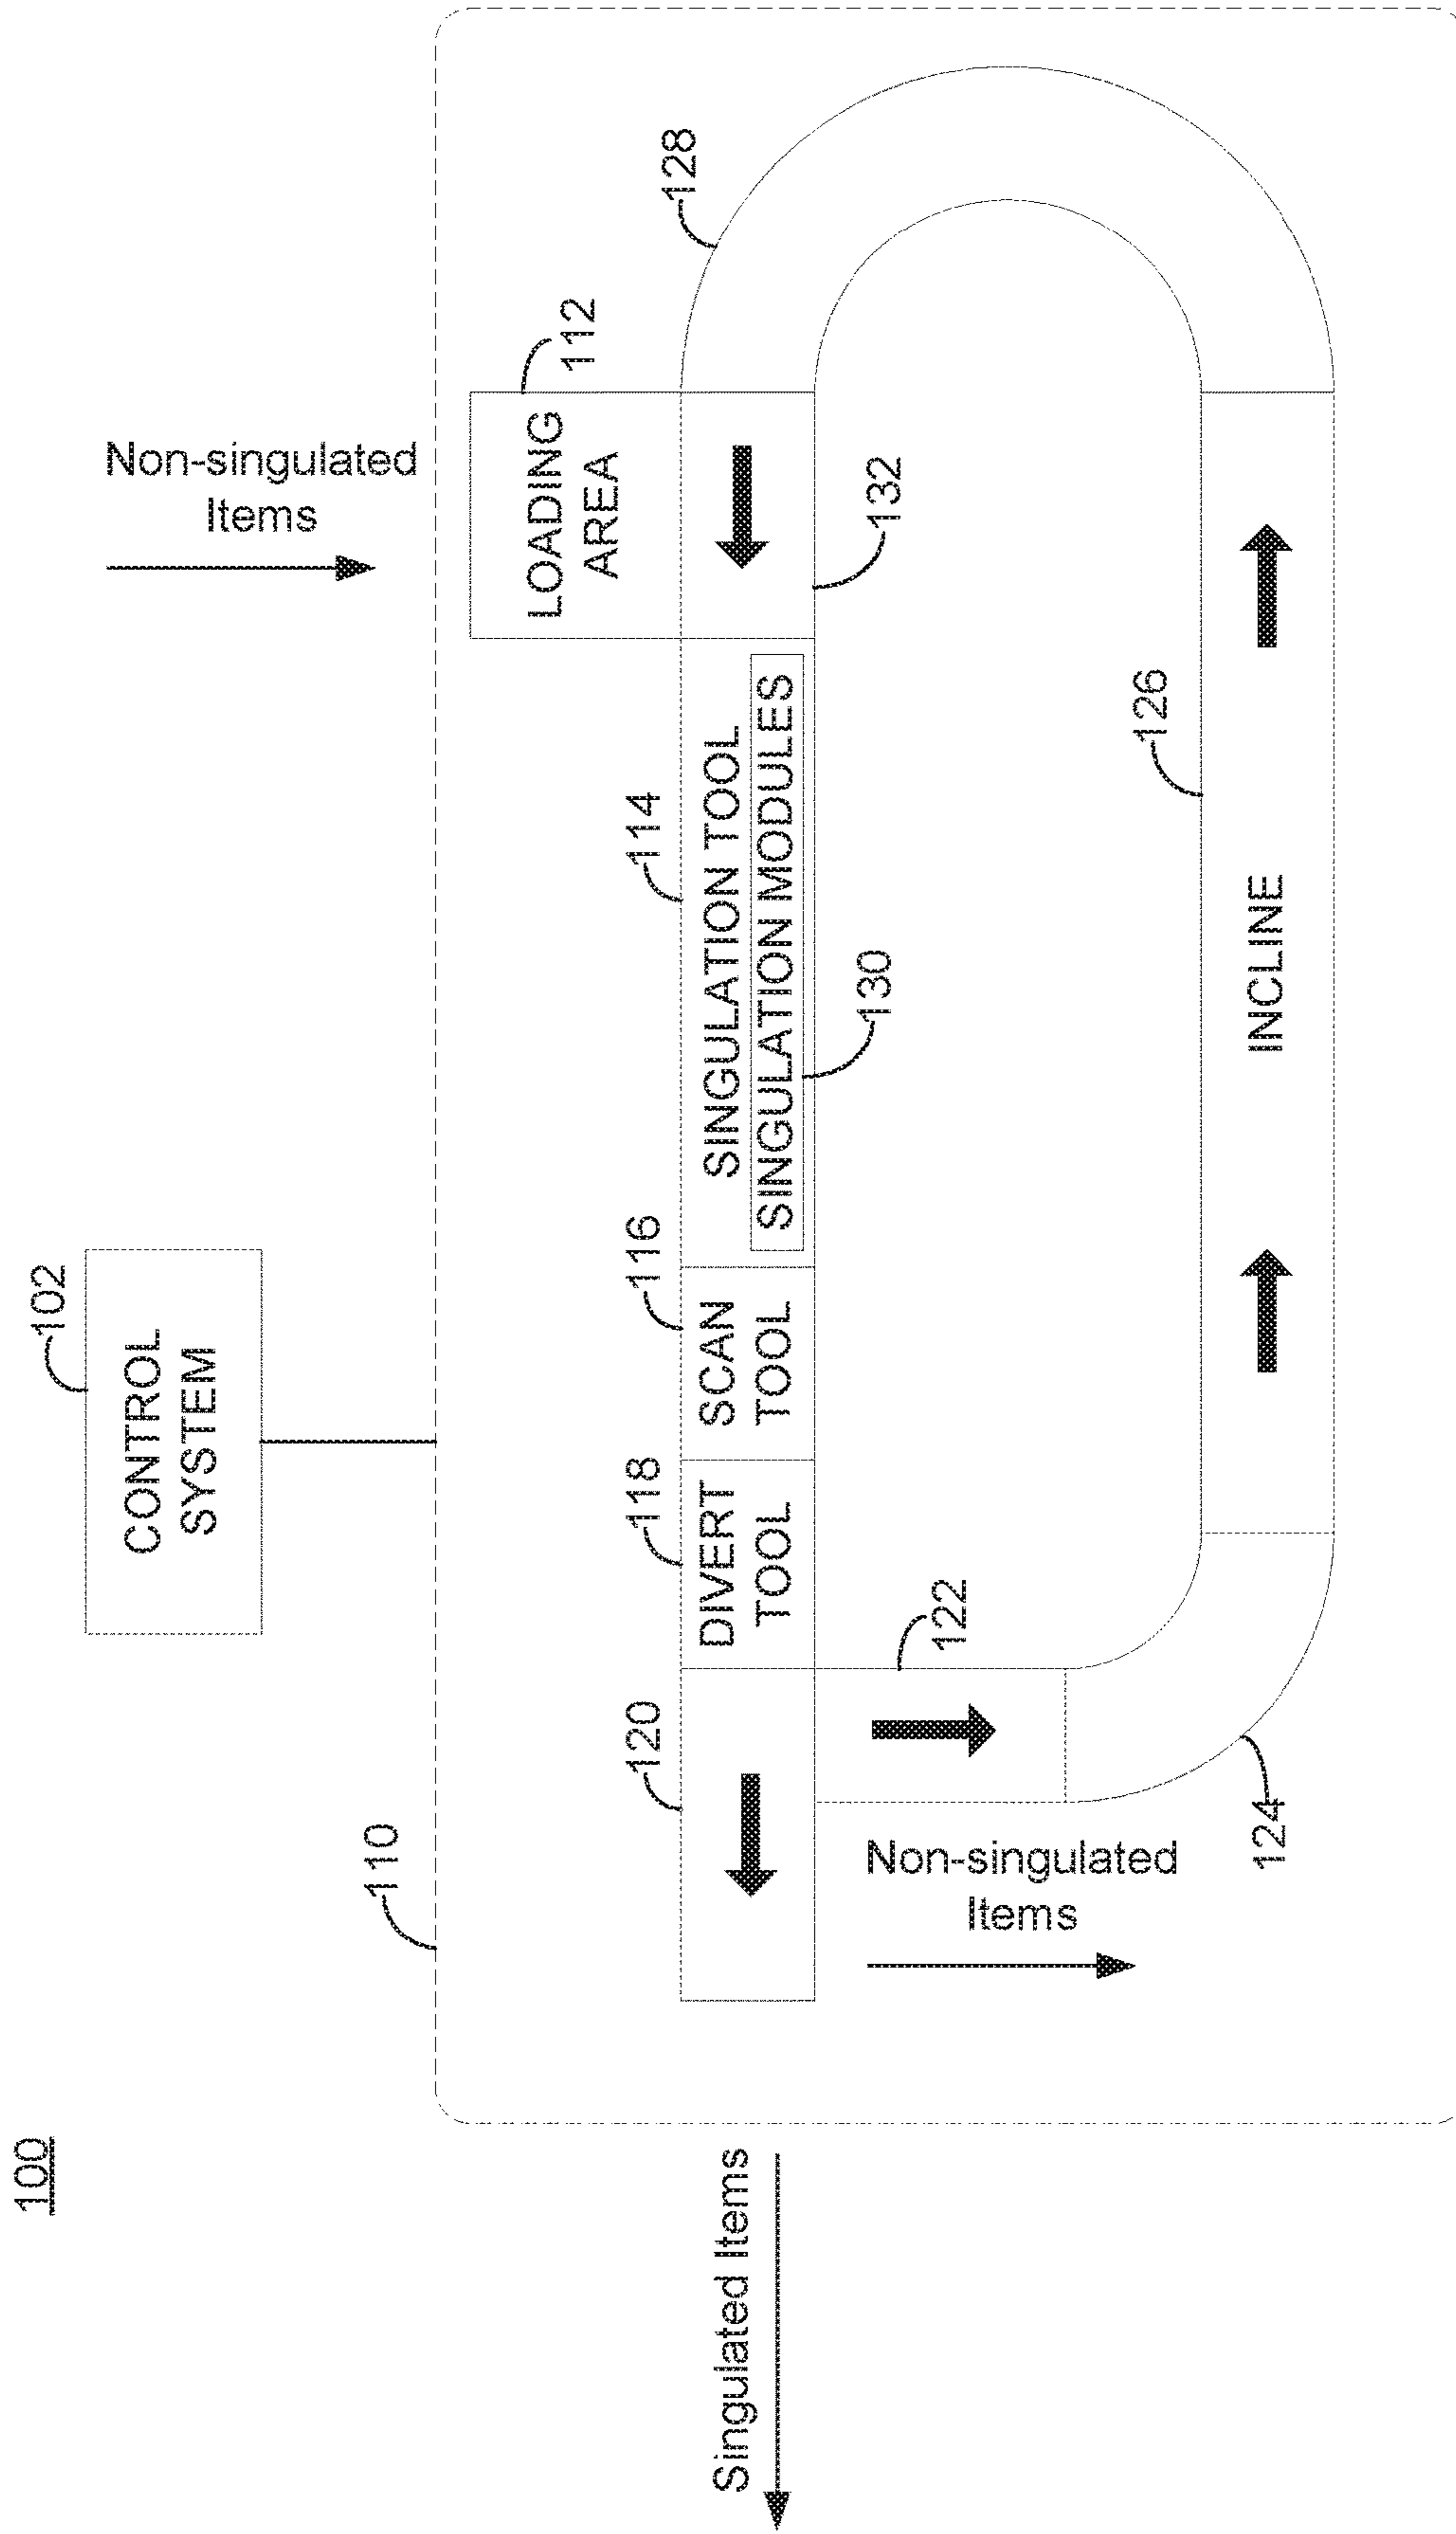 100
102
CONTROL
SYSTEM
Non-singulated
Items
110
112
LOADING
AREA
128
120
118
116
114
DIVERT
TOOL
SCAN
TOOL
SINGULATION TOOL
SINGULATION MODULES
132
130
122
Singulated Items
Non-singulated
Items
124
126
INCLINE